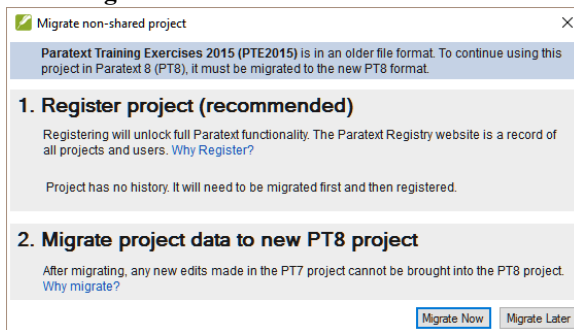 Migrate non-shared project
Paratext Training Exercises 2015 (PTE2015) is in an older file format. To continue using this
project in Paratext 8 (PT8), it must be migrated to the new PT8 format.
1. Register project (recommended)
Registering will unlock full Paratext functionality. The Paratext Registry website is a record of
all projects and users. Why Register?
Project has no history. It will need to be migrated first and then registered.
2. Migrate project data to new PT8 project
After migrating, any new edits made in the PT7 project cannot be brought into the PT8 project.
Why migrate?
Migrate Now Migrate Later